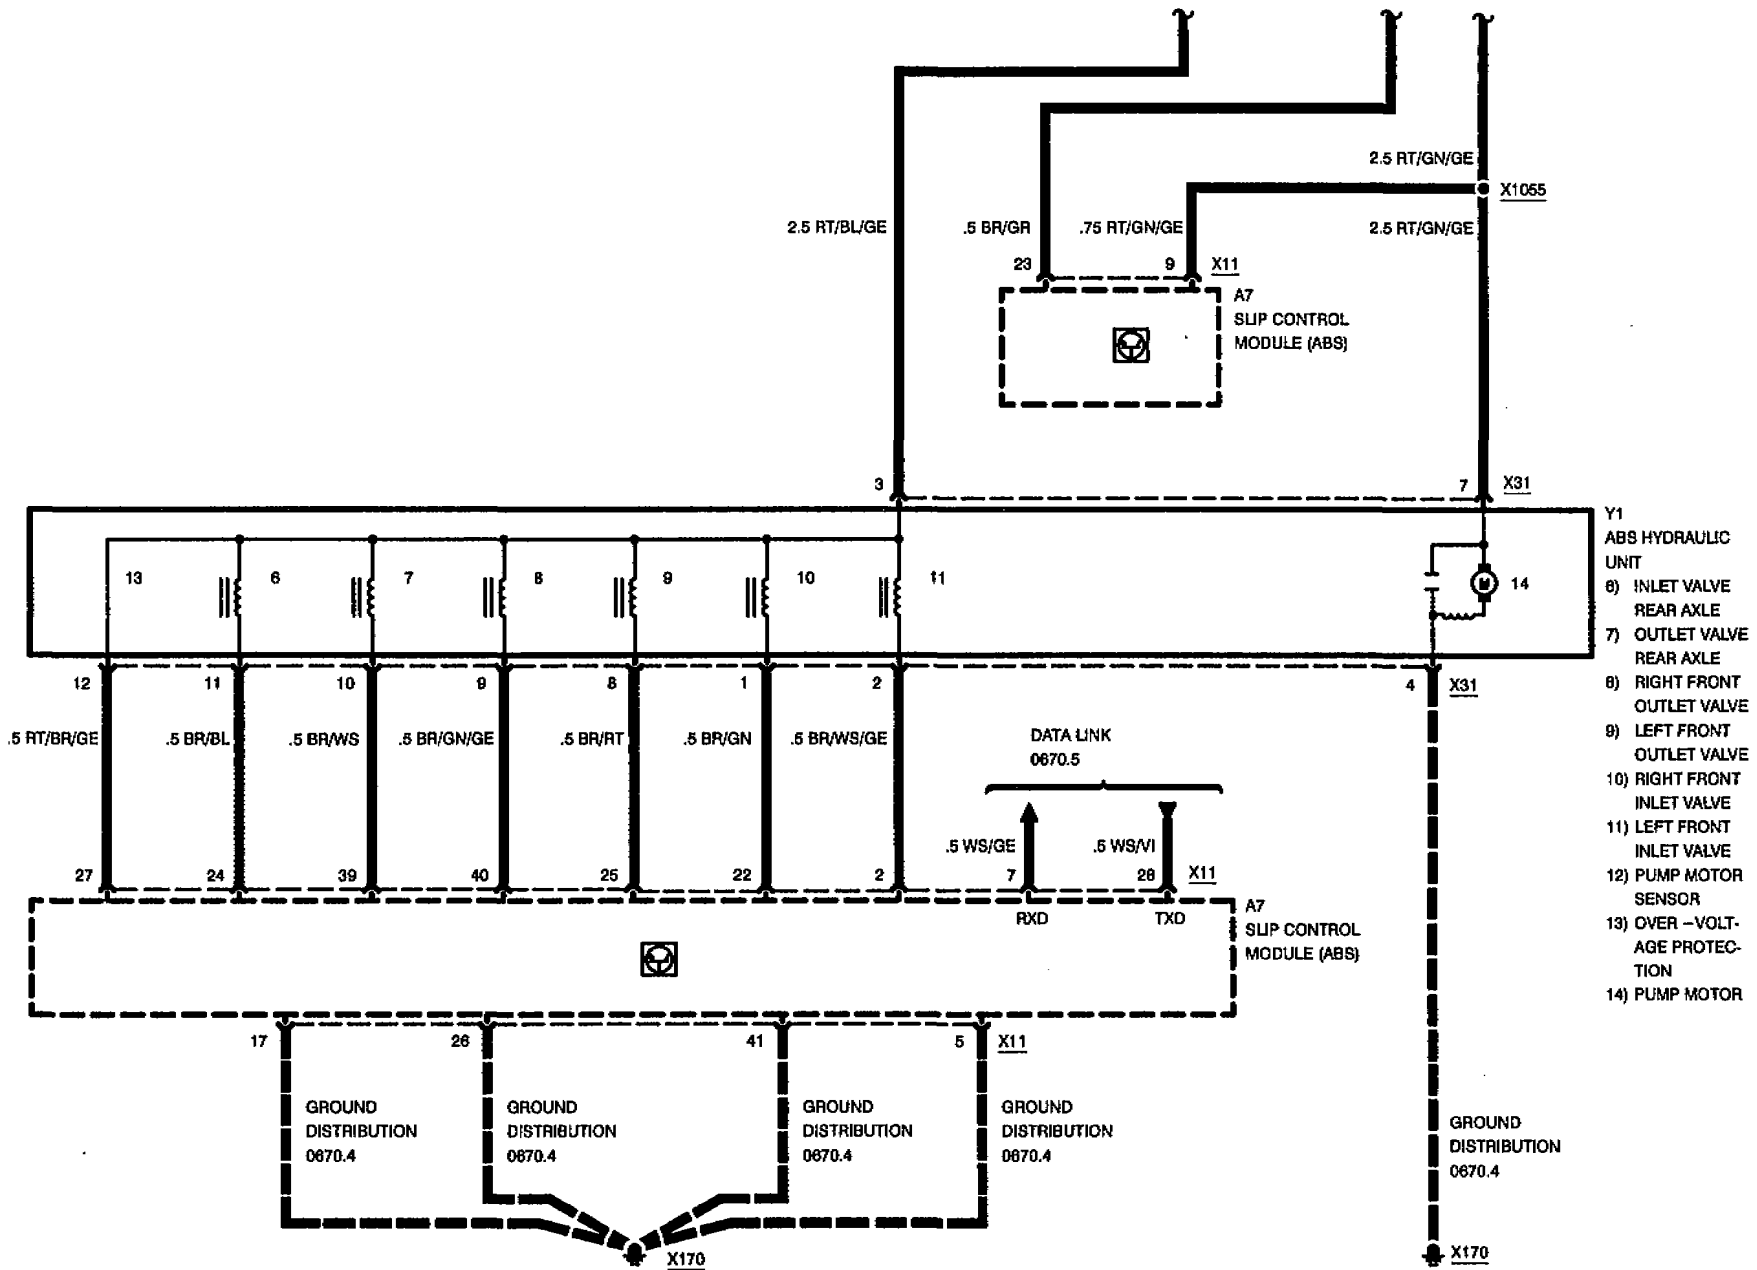 2.5 RT/GN/GE
X1055
2.5 RT/BL/GE
.5 BR/GR
.75 RT/GN/GE
2.5 RT/GN/GE
23
9
X11
A7
SLIP CONTROL
MODULE (ABS)
3
7
X31
Y1
ABS HYDRAULIC
UNIT
6) INLET VALVE
REAR AXLE
7) OUTLET VALVE
REAR AXLE
8) RIGHT FRONT
OUTLET VALVE
9) LEFT FRONT
OUTLET VALVE
10) RIGHT FRONT
INLET VALVE
11) LEFT FRONT
INLET VALVE
12) PUMP MOTOR
SENSOR
13) OVER –VOLT-
AGE PROTEC-
TION
14) PUMP MOTOR
13
6
7
8
9
10
11
M
14
12
11
10
9
8
1
2
4
X31
.5 RT/BR/GE
.5 BR/BL
.5 BR/WS
.5 BR/GN/GE
.5 BR/RT
.5 BR/GN
.5 BR/WS/GE
DATA LINK
0670.5
.5 WS/GE
.5 WS/VI
27
24
39
40
25
22
2
7
28
X11
RXD
TXD
A7
SLIP CONTROL
MODULE (ABS)
17
26
41
5
X11
GROUND
DISTRIBUTION
0670.4
GROUND
DISTRIBUTION
0670.4
GROUND
DISTRIBUTION
0670.4
GROUND
DISTRIBUTION
0670.4
GROUND
DISTRIBUTION
0670.4
X170
X170